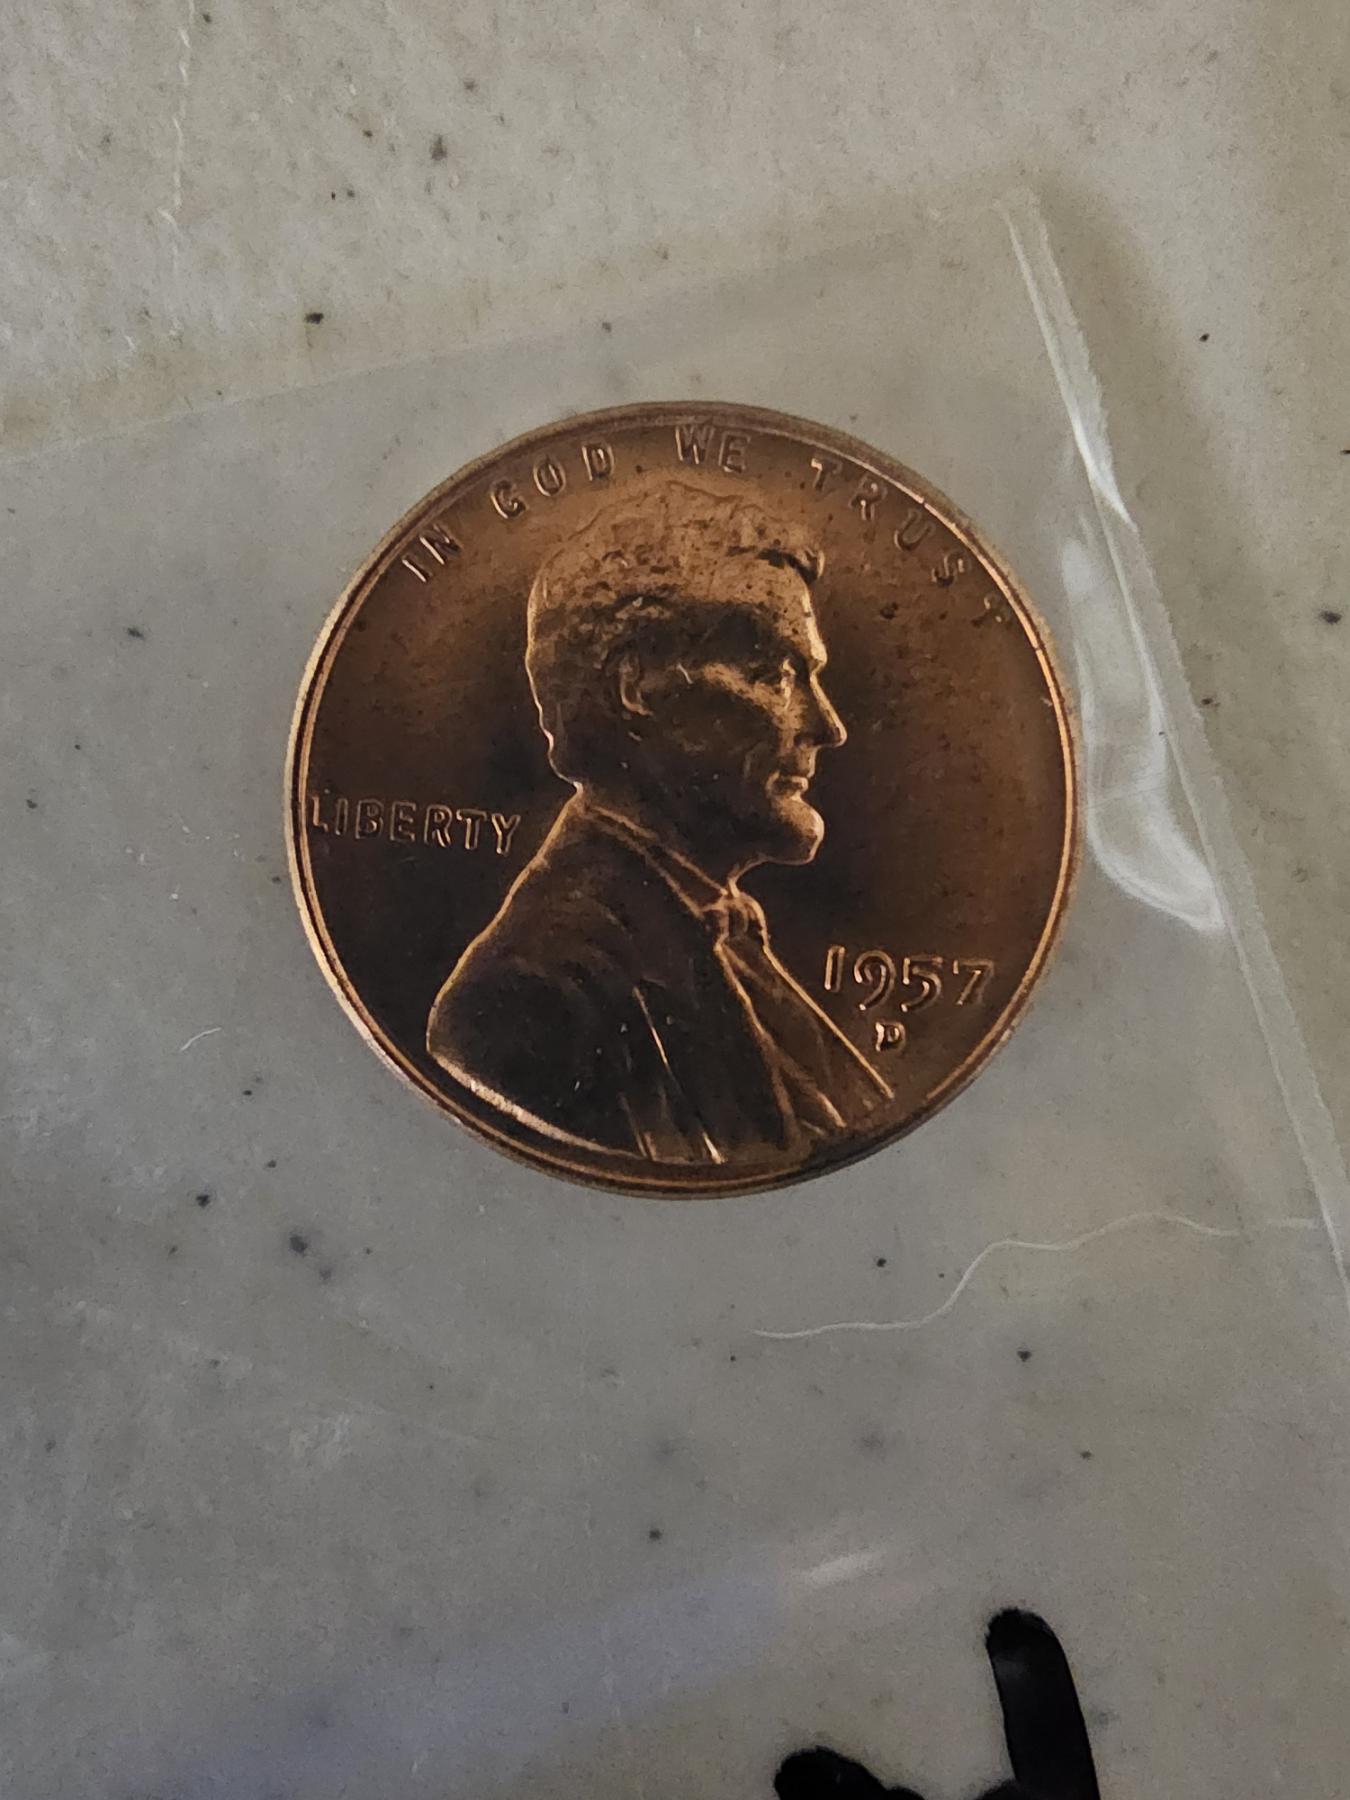 IN GOD WE TRUST
LIBERTY
1957
D